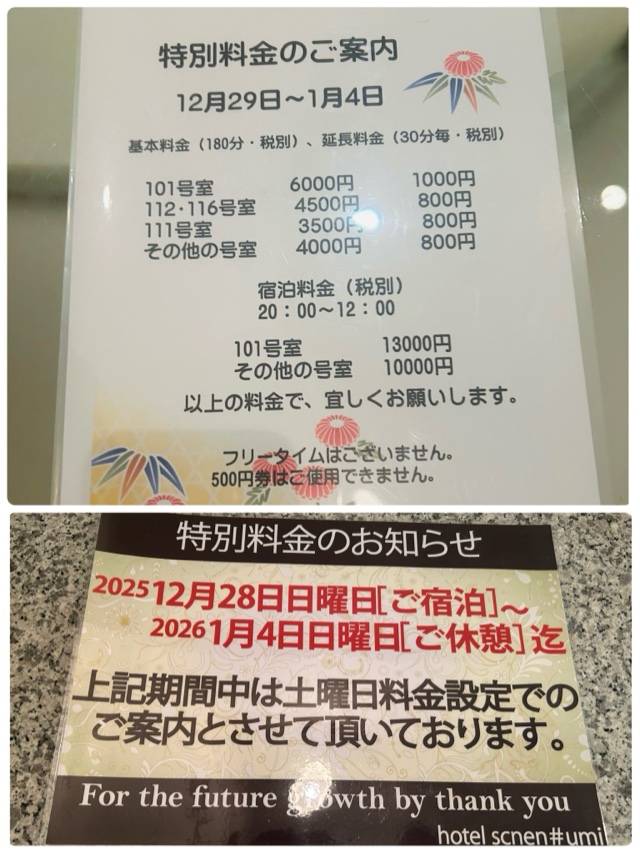 特別料金のご案内
12月29日～1月4日
基本料金（180分・税別）、延長料金（30分毎・税別）
101号室 6000円 1000円
112・116号室 4500円 800円
111号室 3500円 800円
その他の号室 4000円 800円
宿泊料金（税別）
20：00～12：00
101号室 13000円
その他の号室 10000円
以上の料金で、宜しくお願いします。
フリータイムはございません。
500円券はご使用できません。
特別料金のお知らせ
2025 12月28日日曜日［ご宿泊］～
2026 1月4日日曜日［ご休憩］迄
上記期間中は土曜日料金設定での
ご案内とさせて頂いております。
For the future growth by thank you
hotel scnen#umi